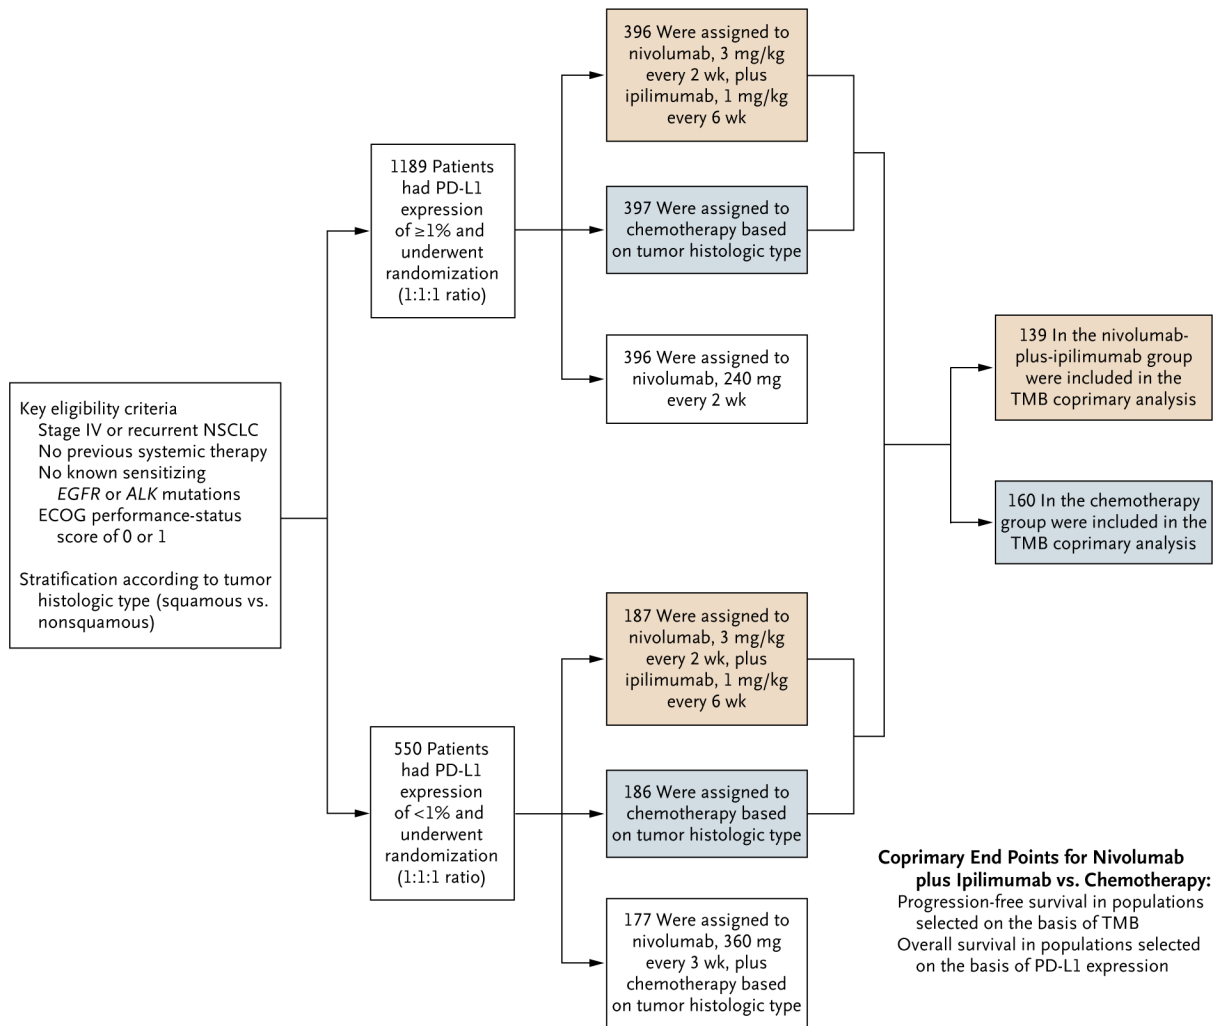 Key eligibility criteria
Stage IV or recurrent NSCLC
No previous systemic therapy
No known sensitizing
EGFR or ALK mutations
ECOG performance-status
score of 0 or 1
Stratification according to tumor
histologic type (squamous vs.
nonsquamous)
1189 Patients
had PD-L1
expression
of ≥1% and
underwent
randomization
(1:1:1 ratio)
396 Were assigned to
nivolumab, 3 mg/kg
every 2 wk, plus
ipilimumab, 1 mg/kg
every 6 wk
397 Were assigned to
chemotherapy based
on tumor histologic type
396 Were assigned to
nivolumab, 240 mg
every 2 wk
550 Patients
had PD-L1
expression
of <1% and
underwent
randomization
(1:1:1 ratio)
187 Were assigned to
nivolumab, 3 mg/kg
every 2 wk, plus
ipilimumab, 1 mg/kg
every 6 wk
186 Were assigned to
chemotherapy based
on tumor histologic type
177 Were assigned to
nivolumab, 360 mg
every 3 wk, plus
chemotherapy based
on tumor histologic type
139 In the nivolumab-
plus-ipilimumab group
were included in the
TMB coprimary analysis
160 In the chemotherapy
group were included in the
TMB coprimary analysis
Coprimary End Points for Nivolumab
plus Ipilimumab vs. Chemotherapy:
Progression-free survival in populations
selected on the basis of TMB
Overall survival in populations selected
on the basis of PD-L1 expression